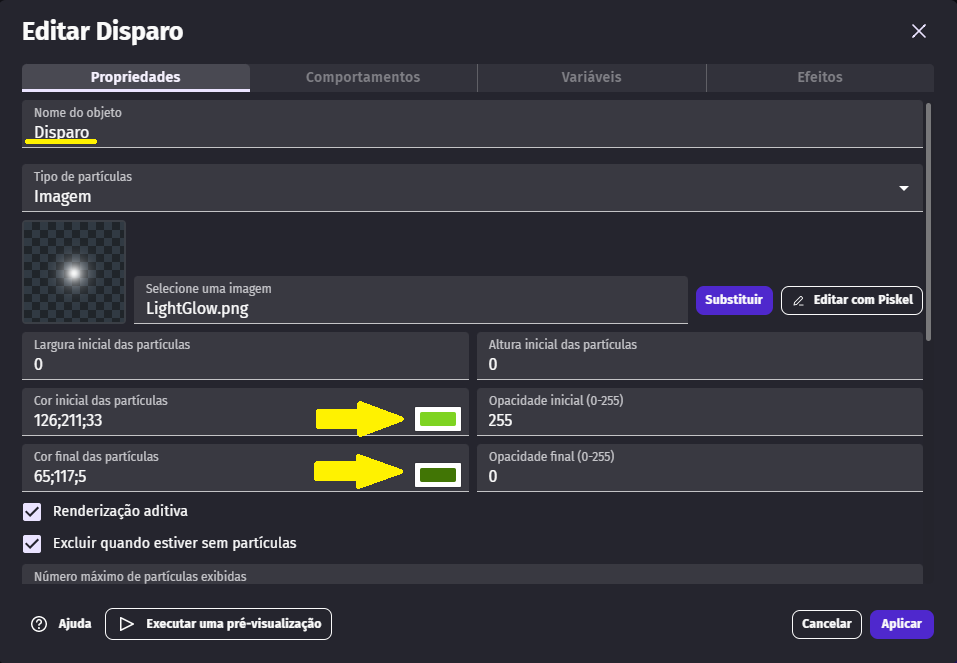 Editar Disparo
Propriedades Comportamentos Variáveis Efeitos
Nome do objeto
Disparo
Tipo de partículas
Imagem
Selecione uma imagem
LightGlow.png
Substituir
Editar com Piskel
Largura inicial das partículas
0
Altura inicial das partículas
0
Cor inicial das partículas
126;211;33
Opacidade inicial (0-255)
255
Cor final das partículas
65;117;5
Opacidade final (0-255)
0
Renderização aditiva
Excluir quando estiver sem partículas
Número máximo de partículas exibidas
Ajuda
Executar uma pré-visualização
Cancelar
Aplicar